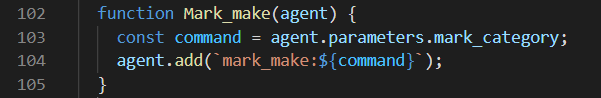 102 function Mark_make(agent) {
103 const command = agent.parameters.mark_category;
104 agent.add(`mark_make:${command}`);
105 }